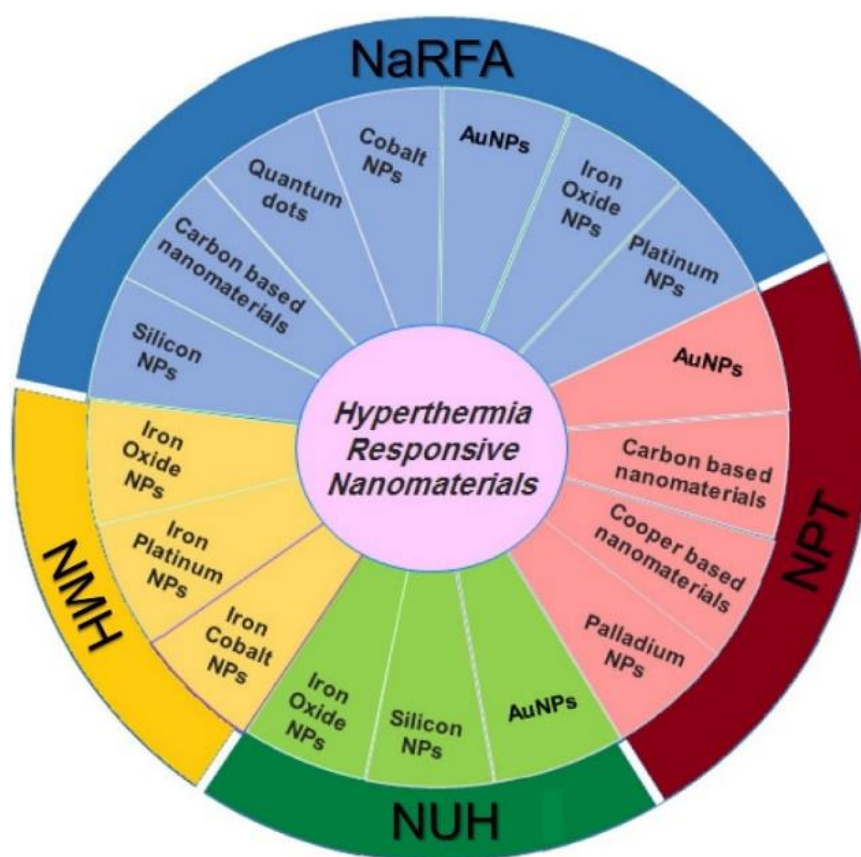 NaRFA
Silicon
NPs
Carbon based
nanomaterials
Quantum
dots
Cobalt
NPs
AuNPs
Iron
Oxide
NPs
Platinum
NPs
NPT
AuNPs
Carbon based
nanomaterials
Cooper based
nanomaterials
Palladium
NPs
NUH
AuNPs
Silicon
NPs
Iron
Oxide
NPs
NMH
Iron
Cobalt
NPs
Iron
Platinum
NPs
Iron
Oxide
NPs
Hyperthermia
Responsive
Nanomaterials